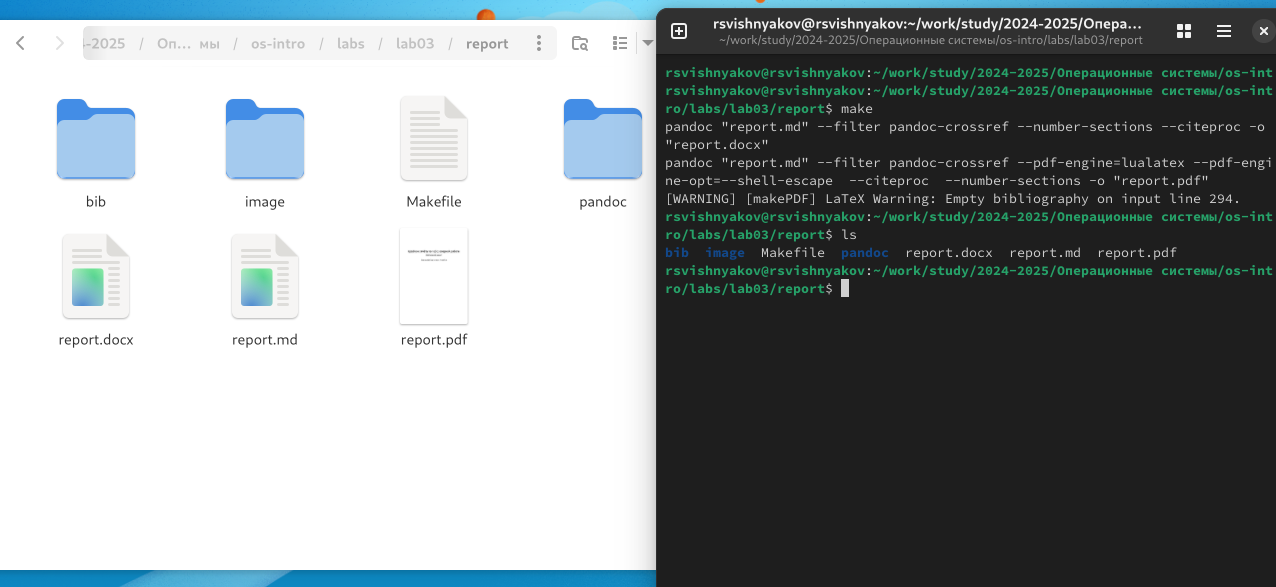 -2025 / Оп… мы / os-intro / labs / lab03 / report
bib
image
Makefile
pandoc
report.docx
report.md
report.pdf
rsvishnyakov@rsvishnyakov:~/work/study/2024-2025/Опера…
~/work/study/2024-2025/Операционные системы/os-intro/labs/lab03/report
rsvishnyakov@rsvishnyakov:~/work/study/2024-2025/Операционные системы/os-int
rsvishnyakov@rsvishnyakov:~/work/study/2024-2025/Операционные системы/os-int
ro/labs/lab03/report$ make
pandoc "report.md" --filter pandoc-crossref --number-sections --citeproc -o
"report.docx"
pandoc "report.md" --filter pandoc-crossref --pdf-engine=lualatex --pdf-engi
ne-opt=--shell-escape  --citeproc  --number-sections -o "report.pdf"
[WARNING] [makePDF] LaTeX Warning: Empty bibliography on input line 294.
rsvishnyakov@rsvishnyakov:~/work/study/2024-2025/Операционные системы/os-int
ro/labs/lab03/report$ ls
bib  image  Makefile  pandoc  report.docx  report.md  report.pdf
rsvishnyakov@rsvishnyakov:~/work/study/2024-2025/Операционные системы/os-int
ro/labs/lab03/report$